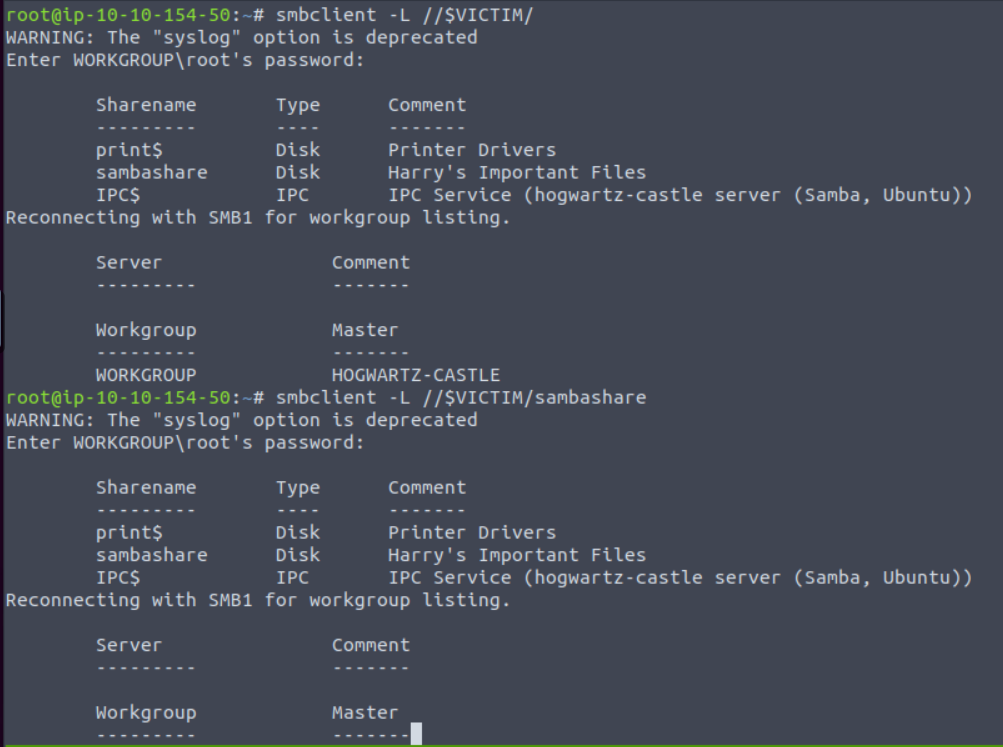 root@ip-10-10-154-50:~# smbclient -L //$VICTIM/
WARNING: The "syslog" option is deprecated
Enter WORKGROUP\root's password:
Sharename Type Comment
--------- ---- -------
print$ Disk Printer Drivers
sambashare Disk Harry's Important Files
IPC$ IPC IPC Service (hogwartz-castle server (Samba, Ubuntu))
Reconnecting with SMB1 for workgroup listing.
Server Comment
--------- -------
Workgroup Master
--------- -------
WORKGROUP HOGWARTZ-CASTLE
root@ip-10-10-154-50:~# smbclient -L //$VICTIM/sambashare
WARNING: The "syslog" option is deprecated
Enter WORKGROUP\root's password:
Sharename Type Comment
--------- ---- -------
print$ Disk Printer Drivers
sambashare Disk Harry's Important Files
IPC$ IPC IPC Service (hogwartz-castle server (Samba, Ubuntu))
Reconnecting with SMB1 for workgroup listing.
Server Comment
--------- -------
Workgroup Master
--------- -------